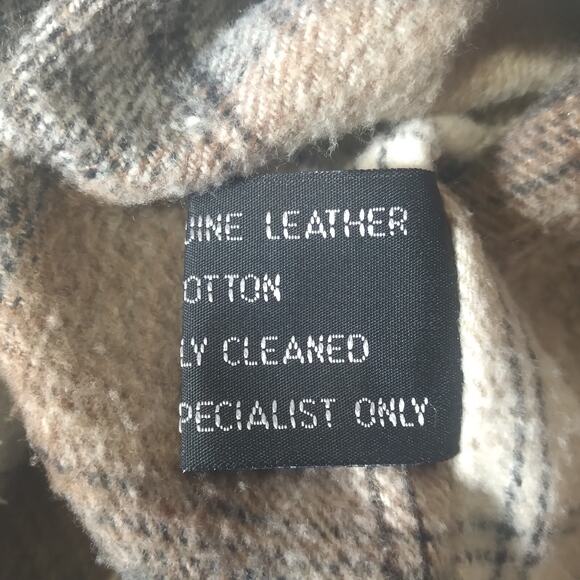 UINE LEATHER
OTTON
LY CLEANED
PECIALIST ONLY